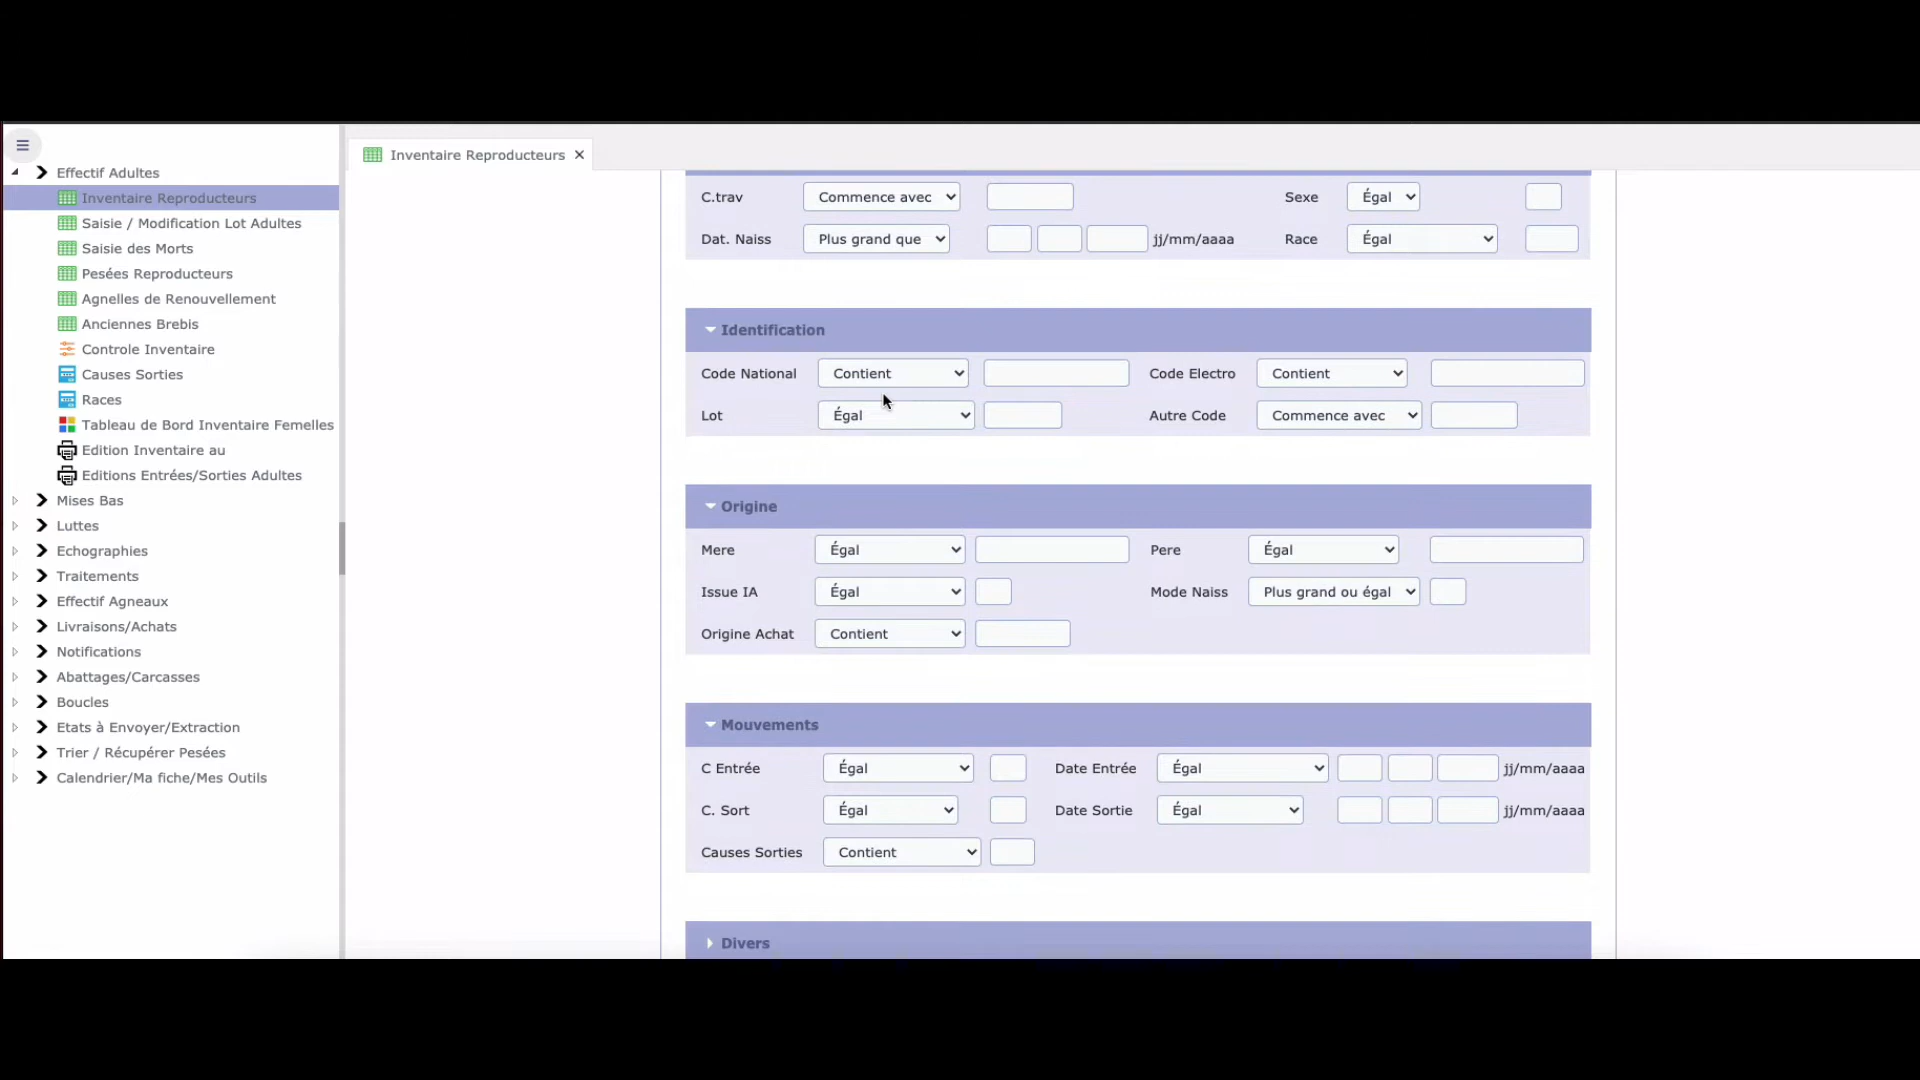 Inventaire Reproducteurs
Effectif Adultes
Inventaire Reproducteurs
Saisie / Modification Lot Adultes
Saisie des Morts
Pesées Reproducteurs
Agnelles de Renouvellement
Anciennes Brebis
Controle Inventaire
Causes Sorties
Races
Tableau de Bord Inventaire Femelles
Edition Inventaire au
Editions Entrées/Sorties Adultes
Mises Bas
Luttes
Echographies
Traitements
Effectif Agneaux
Livraisons/Achats
Notifications
Abattages/Carcasses
Boucles
Etats à Envoyer/Extraction
Trier / Récupérer Pesées
Calendrier/Ma fiche/Mes Outils
C.trav Commence avec Sexe Égal
Dat. Naiss Plus grand que jj/mm/aaaa Race Égal
Identification
Code National Contient Code Electro Contient
Lot Égal Autre Code Commence avec
Origine
Mere Égal Pere Égal
Issue IA Égal Mode Naiss Plus grand ou égal
Origine Achat Contient
Mouvements
C Entrée Égal Date Entrée Égal jj/mm/aaaa
C. Sort Égal Date Sortie Égal jj/mm/aaaa
Causes Sorties Contient
Divers